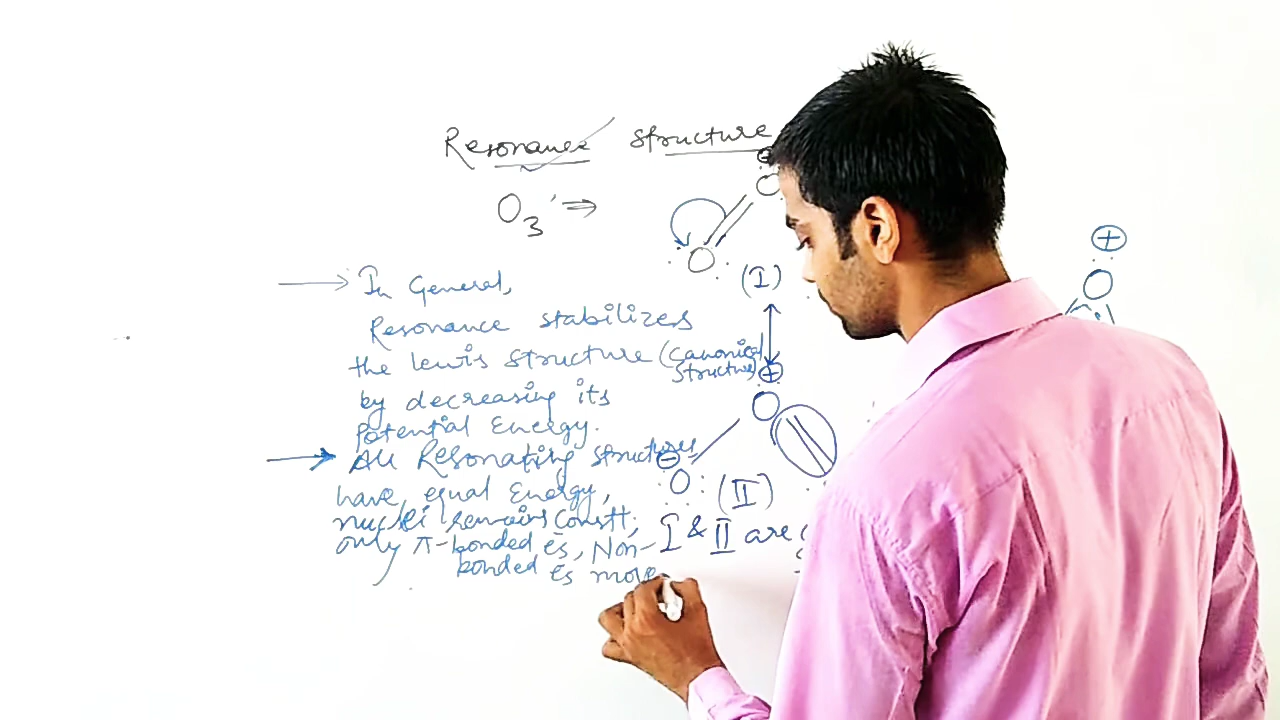 Resonance structure
O3 ⇒
(I)
→ In General,
Resonance stabilizes
the lewis structure (canonical
structure)
by decreasing its
potential Energy.
→ All Resonating structures
have equal Energy,
nuclei remains constt,
only π-bonded ēs, Non-
bonded ēs move
⊕
O
⊖
O
(II)
I & II are
⊕
O